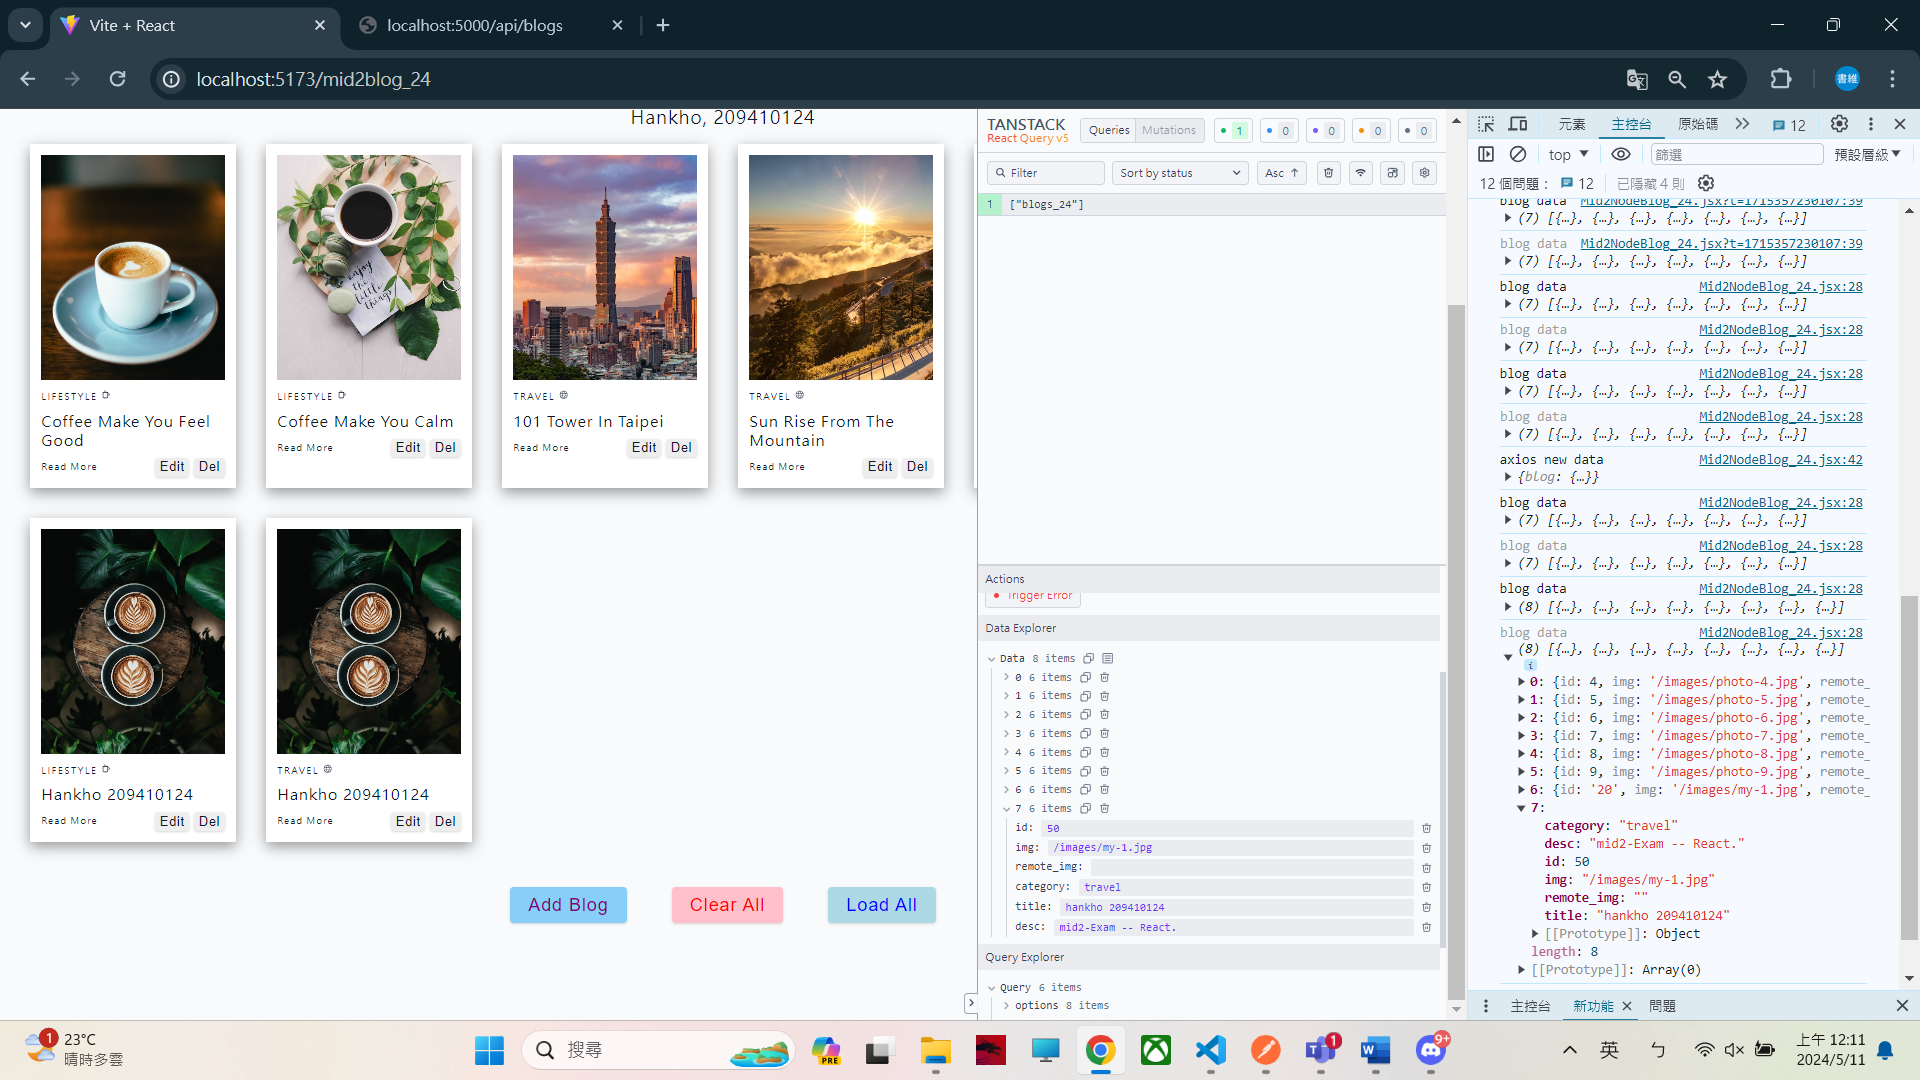 Vite + React
localhost:5000/api/blogs
localhost:5173/mid2blog_24
書維
Hankho, 209410124
LIFESTYLE
Coffee Make You Feel Good
Read More
Edit
Del
enjoy the little things
LIFESTYLE
Coffee Make You Calm
Read More
Edit
Del
TRAVEL
101 Tower In Taipei
Read More
Edit
Del
TRAVEL
Sun Rise From The Mountain
Read More
Edit
Del
LIFESTYLE
Hankho 209410124
Read More
Edit
Del
TRAVEL
Hankho 209410124
Read More
Edit
Del
Add Blog
Clear All
Load All
TANSTACK
React Query v5
Queries
Mutations
1
0
0
0
0
Filter
Sort by status
Asc ↑
1 ["blogs_24"]
Actions
Trigger Error
Data Explorer
Data 8 items
0 6 items
1 6 items
2 6 items
3 6 items
4 6 items
5 6 items
6 6 items
7 6 items
id: 50
img: /images/my-1.jpg
remote_img:
category: travel
title: hankho 209410124
desc: mid2-Exam -- React.
Query Explorer
Query 6 items
options 8 items
元素
主控台
原始碼
12
top
篩選
預設層級
12 個問題： 12
已隱藏 4 則
blog data Mid2NodeBlog_24.jsx?t=1715357230107:39
(7) [{…}, {…}, {…}, {…}, {…}, {…}, {…}]
blog data Mid2NodeBlog_24.jsx?t=1715357230107:39
(7) [{…}, {…}, {…}, {…}, {…}, {…}, {…}]
blog data Mid2NodeBlog_24.jsx:28
(7) [{…}, {…}, {…}, {…}, {…}, {…}, {…}]
blog data Mid2NodeBlog_24.jsx:28
(7) [{…}, {…}, {…}, {…}, {…}, {…}, {…}]
blog data Mid2NodeBlog_24.jsx:28
(7) [{…}, {…}, {…}, {…}, {…}, {…}, {…}]
blog data Mid2NodeBlog_24.jsx:28
(7) [{…}, {…}, {…}, {…}, {…}, {…}, {…}]
axios new data Mid2NodeBlog_24.jsx:42
{blog: {…}}
blog data Mid2NodeBlog_24.jsx:28
(7) [{…}, {…}, {…}, {…}, {…}, {…}, {…}]
blog data Mid2NodeBlog_24.jsx:28
(7) [{…}, {…}, {…}, {…}, {…}, {…}, {…}]
blog data Mid2NodeBlog_24.jsx:28
(8) [{…}, {…}, {…}, {…}, {…}, {…}, {…}, {…}]
blog data Mid2NodeBlog_24.jsx:28
(8) [{…}, {…}, {…}, {…}, {…}, {…}, {…}, {…}]
i
0: {id: 4, img: '/images/photo-4.jpg', remote_
1: {id: 5, img: '/images/photo-5.jpg', remote_
2: {id: 6, img: '/images/photo-6.jpg', remote_
3: {id: 7, img: '/images/photo-7.jpg', remote_
4: {id: 8, img: '/images/photo-8.jpg', remote_
5: {id: 9, img: '/images/photo-9.jpg', remote_
6: {id: '20', img: '/images/my-1.jpg', remote_
7:
category: "travel"
desc: "mid2-Exam -- React."
id: 50
img: "/images/my-1.jpg"
remote_img: ""
title: "hankho 209410124"
[[Prototype]]: Object
length: 8
[[Prototype]]: Array(0)
主控台
新功能
問題
1
23°C
晴時多雲
搜尋
PRE
1
9+
英
ㄅ
上午 12:11
2024/5/11